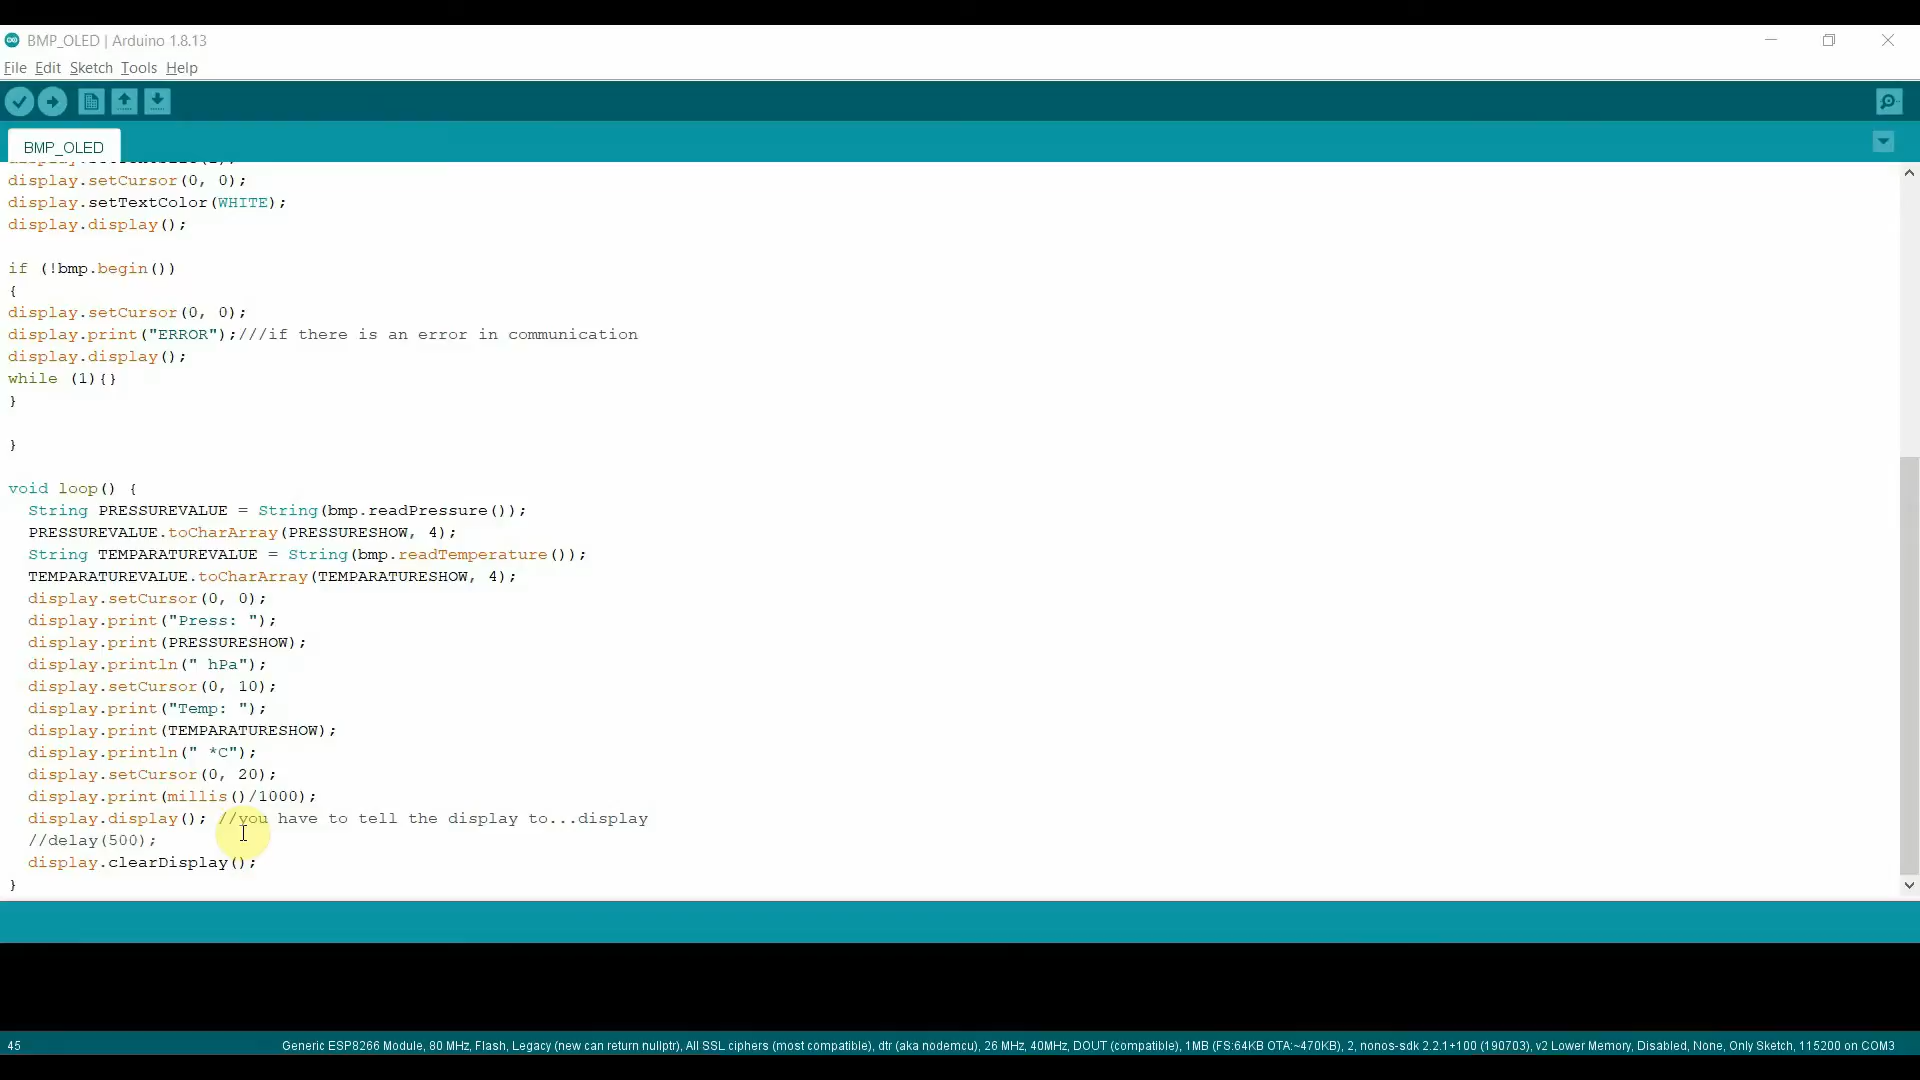 BMP_OLED | Arduino 1.8.13
File Edit Sketch Tools Help
BMP_OLED
display.setCursor(0, 0);
display.setTextColor(WHITE);
display.display();
if (!bmp.begin())
{
display.setCursor(0, 0);
display.print("ERROR");///if there is an error in communication
display.display();
while (1){}
}
}
void loop() {
String PRESSUREVALUE = String(bmp.readPressure());
PRESSUREVALUE.toCharArray(PRESSURESHOW, 4);
String TEMPARATUREVALUE = String(bmp.readTemperature());
TEMPARATUREVALUE.toCharArray(TEMPARATURESHOW, 4);
display.setCursor(0, 0);
display.print("Press: ");
display.print(PRESSURESHOW);
display.println(" hPa");
display.setCursor(0, 10);
display.print("Temp: ");
display.print(TEMPARATURESHOW);
display.println(" *C");
display.setCursor(0, 20);
display.print(millis()/1000);
display.display(); //you have to tell the display to...display
//delay(500);
display.clearDisplay();
}
45
Generic ESP8266 Module, 80 MHz, Flash, Legacy (new can return nullptr), All SSL ciphers (most compatible), dtr (aka nodemcu), 26 MHz, 40MHz, DOUT (compatible), 1MB (FS:64KB OTA:~470KB), 2, nonos-sdk 2.2.1+100 (190703), v2 Lower Memory, Disabled, None, Only Sketch, 115200 on COM3